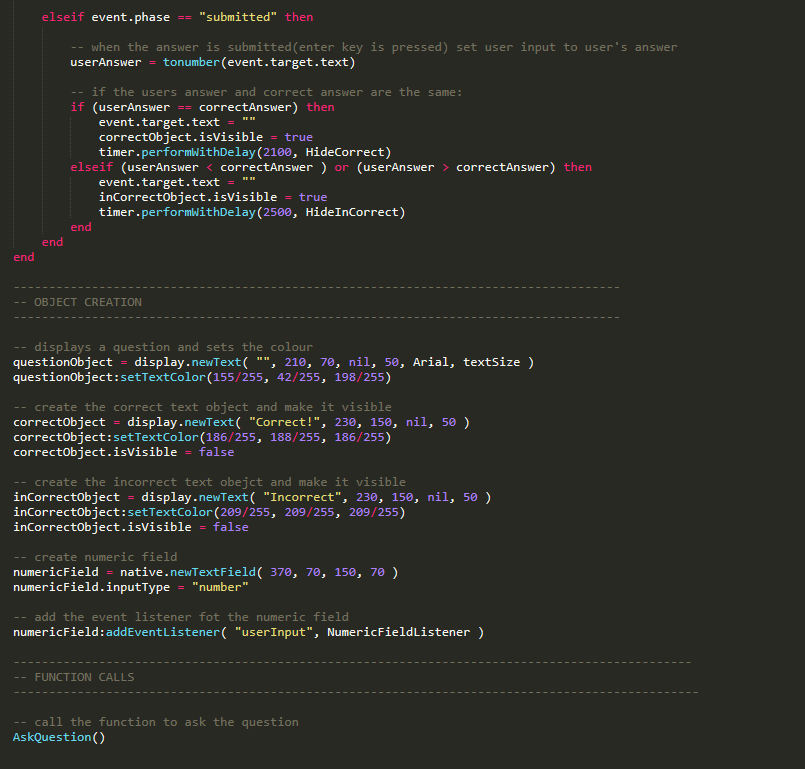 elseif event.phase == "submitted" then
-- when the answer is submitted(enter key is pressed) set user input to user's answer
userAnswer = tonumber(event.target.text)
-- if the users answer and correct answer are the same:
if (userAnswer == correctAnswer) then
event.target.text = ""
correctObject.isVisible = true
timer.performWithDelay(2100, HideCorrect)
elseif (userAnswer < correctAnswer ) or (userAnswer > correctAnswer) then
event.target.text = ""
inCorrectObject.isVisible = true
timer.performWithDelay(2500, HideInCorrect)
end
end
end
-------------------------------------------------------------------------------------
-- OBJECT CREATION
-------------------------------------------------------------------------------------
-- displays a question and sets the colour
questionObject = display.newText( "", 210, 70, nil, 50, Arial, textSize )
questionObject:setTextColor(155/255, 42/255, 198/255)
-- create the correct text object and make it visible
correctObject = display.newText( "Correct!", 230, 150, nil, 50 )
correctObject:setTextColor(186/255, 188/255, 186/255)
correctObject.isVisible = false
-- create the incorrect text obejct and make it visible
inCorrectObject = display.newText( "Incorrect", 230, 150, nil, 50 )
inCorrectObject:setTextColor(209/255, 209/255, 209/255)
inCorrectObject.isVisible = false
-- create numeric field
numericField = native.newTextField( 370, 70, 150, 70 )
numericField.inputType = "number"
-- add the event listener fot the numeric field
numericField:addEventListener( "userInput", NumericFieldListener )
-----------------------------------------------------------------------------------------------
-- FUNCTION CALLS
------------------------------------------------------------------------------------------------
-- call the function to ask the question
AskQuestion()